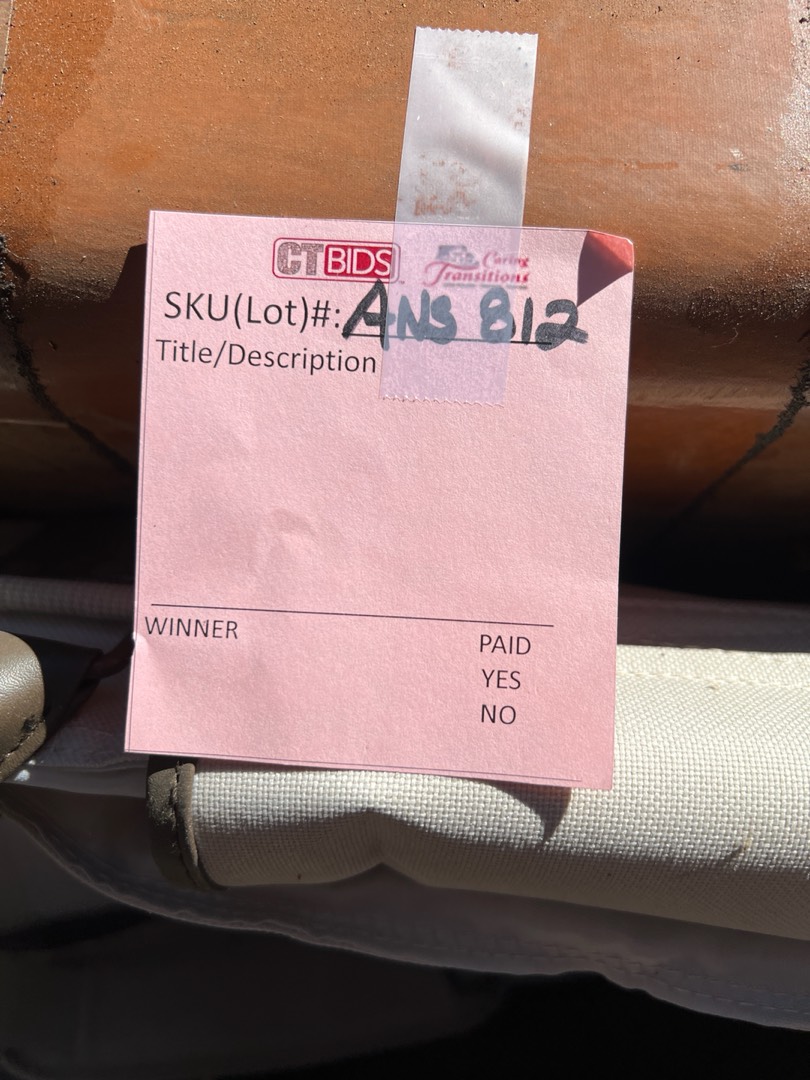 CTBIDS Caring Transitions
SKU(Lot)#: ANS 812
Title/Description
WINNER PAID
YES
NO